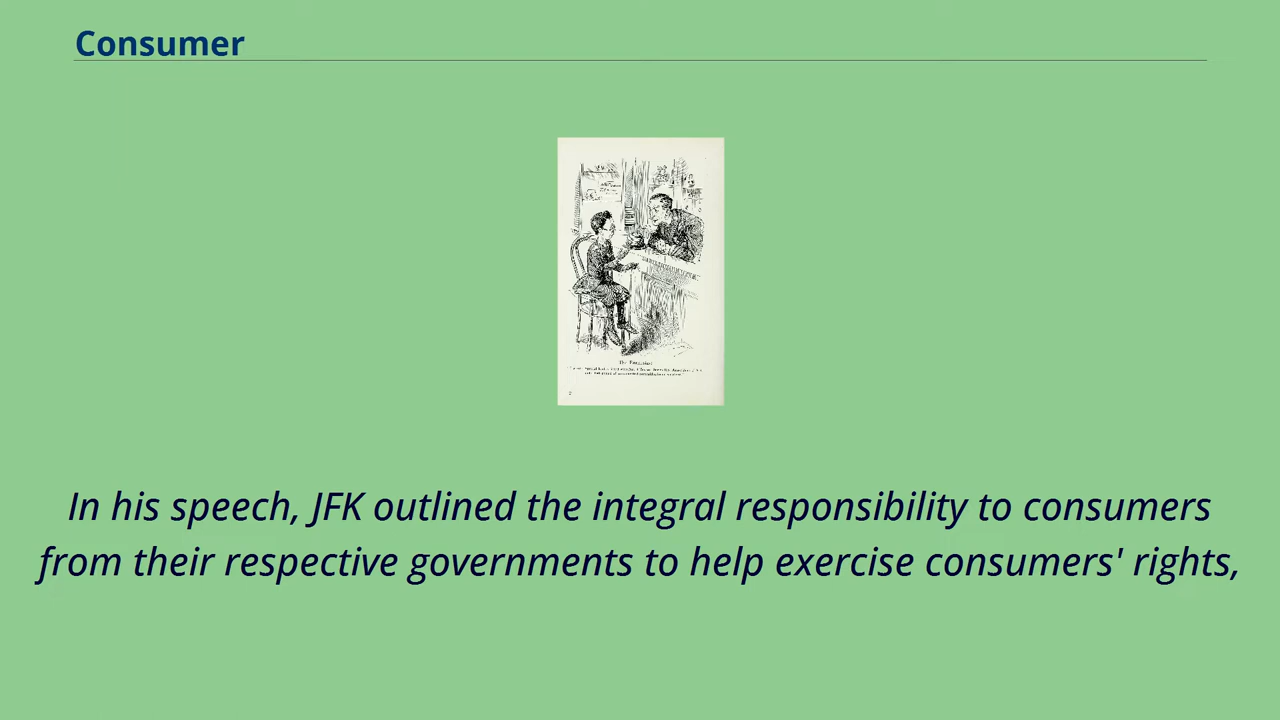 Consumer
In his speech, JFK outlined the integral responsibility to consumers
from their respective governments to help exercise consumers' rights,